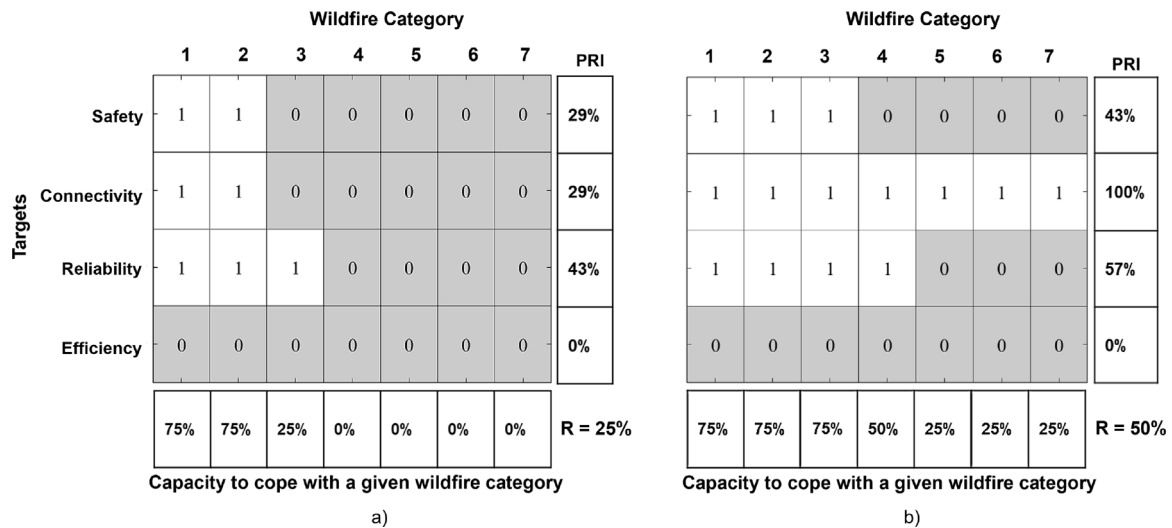 Wildfire Category
1 2 3 4 5 6 7 PRI
Safety 1 1 0 0 0 0 0 29%
Connectivity 1 1 0 0 0 0 0 29%
Reliability 1 1 1 0 0 0 0 43%
Efficiency 0 0 0 0 0 0 0 0%
Targets
75% 75% 25% 0% 0% 0% 0% R = 25%
Capacity to cope with a given wildfire category
a)
Wildfire Category
1 2 3 4 5 6 7 PRI
1 1 1 0 0 0 0 43%
1 1 1 1 1 1 1 100%
1 1 1 1 0 0 0 57%
0 0 0 0 0 0 0 0%
75% 75% 75% 50% 25% 25% 25% R = 50%
Capacity to cope with a given wildfire category
b)